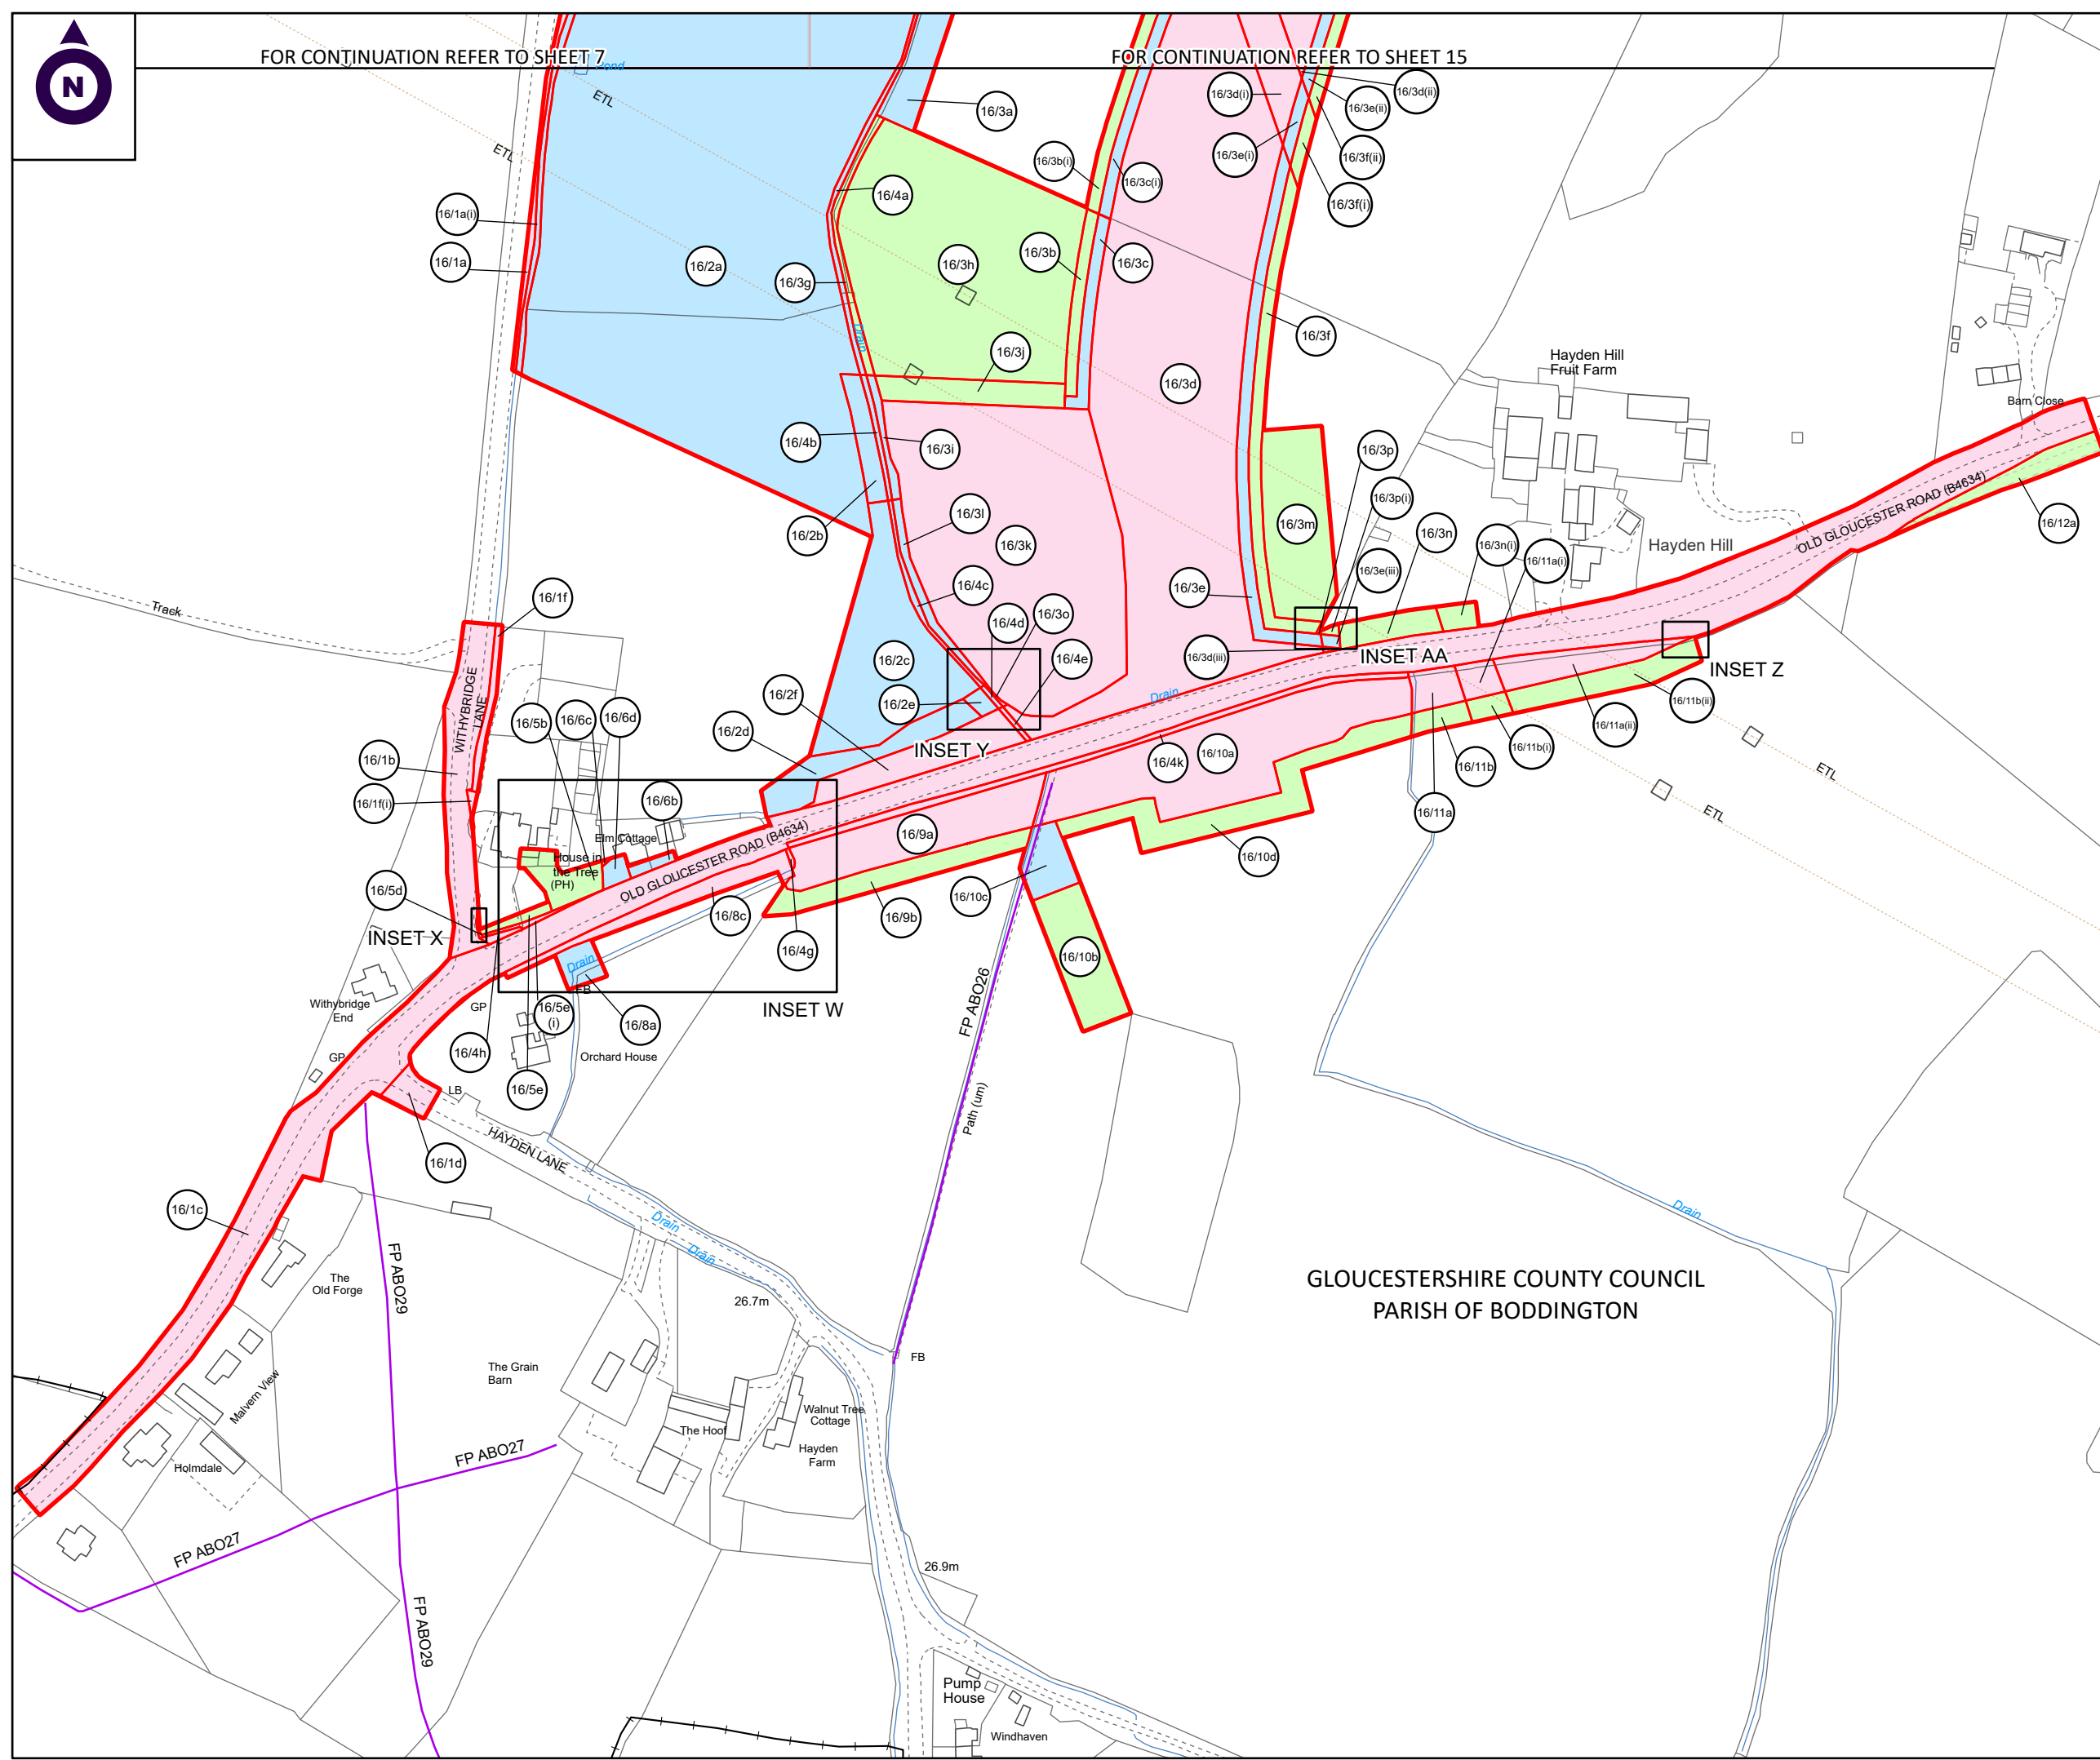 N
FOR CONTINUATION REFER TO SHEET 7
FOR CONTINUATION REFER TO SHEET 15
Pond
ETL
ETL
16/3a
16/3d(i)
16/3d(ii)
16/3e(ii)
16/3e(i)
16/3f(ii)
16/3b(i)
16/3c(i)
16/4a
16/3f(i)
16/1a(i)
16/1a
16/2a
16/3g
16/3h
16/3b
16/3c
Drain
16/3j
16/3f
16/3d
Hayden Hill
Fruit Farm
Barn Close
16/4b
16/3i
16/3p
16/3p(i)
16/2b
16/3l
16/3k
16/3m
16/3n
16/3n(i)
16/11a(i)
16/12a
OLD GLOUCESTER ROAD (B4634)
Hayden Hill
16/3e(iii)
16/3e
16/4c
16/3o
16/4d
16/4e
Track
16/1f
16/2c
16/3d(iii)
INSET AA
INSET Z
16/2f
16/2e
Drain
16/11b(ii)
16/11a(ii)
WITHYBRIDGE
LANE
16/5b
16/6c
16/6d
16/2d
INSET Y
16/4k
16/10a
16/11b(i)
16/11b
ETL
ETL
16/1b
16/1f(i)
16/6b
16/11a
Elm Cottage
House in
the Tree
(PH)
OLD GLOUCESTER ROAD (B4634)
16/9a
16/10d
16/5d
16/8c
16/9b
16/10c
INSET X
16/4g
16/10b
Drain
FB
Withybridge
End
GP
16/5e
(i)
16/8a
INSET W
FP ABO26
GP
16/4h
Orchard House
16/5e
LB
Path (um)
HAYDEN LANE
16/1d
16/1c
Drain
Drain
Drain
FP ABO29
The
Old Forge
26.7m
GLOUCESTERSHIRE COUNTY COUNCIL
PARISH OF BODDINGTON
FB
The Grain
Barn
Malvern View
Walnut Tree
Cottage
The Hoof
Hayden
Farm
FP ABO27
Holmdale
FP ABO27
26.9m
FP ABO29
Pump
House
Windhaven